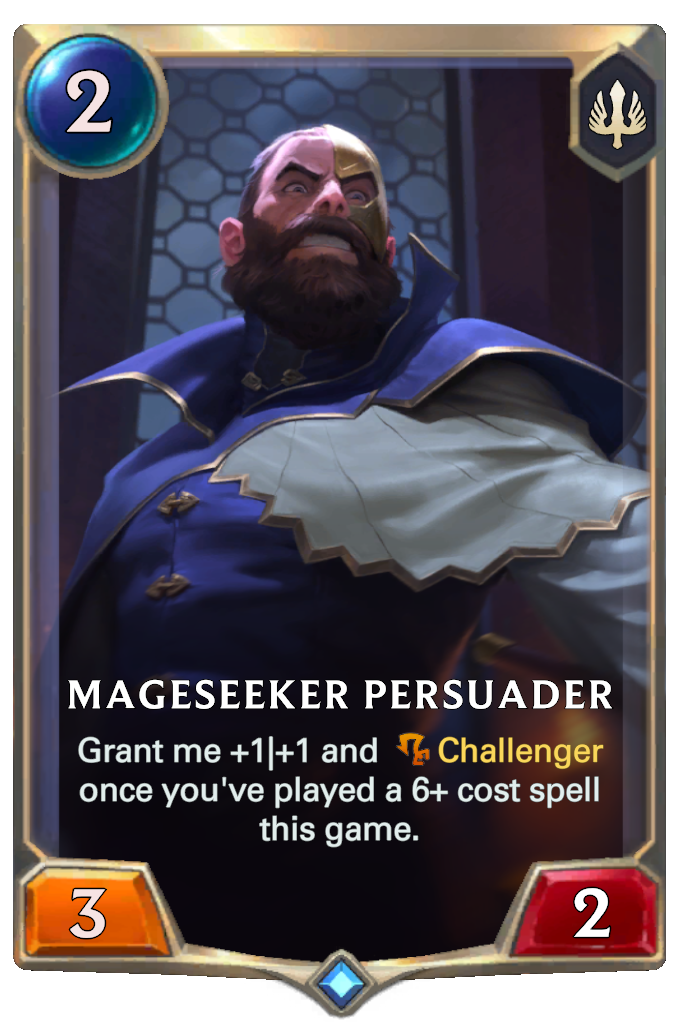 2
MAGESEEKER PERSUADER
Grant me +1|+1 and Challenger
once you've played a 6+ cost spell
this game.
3
2